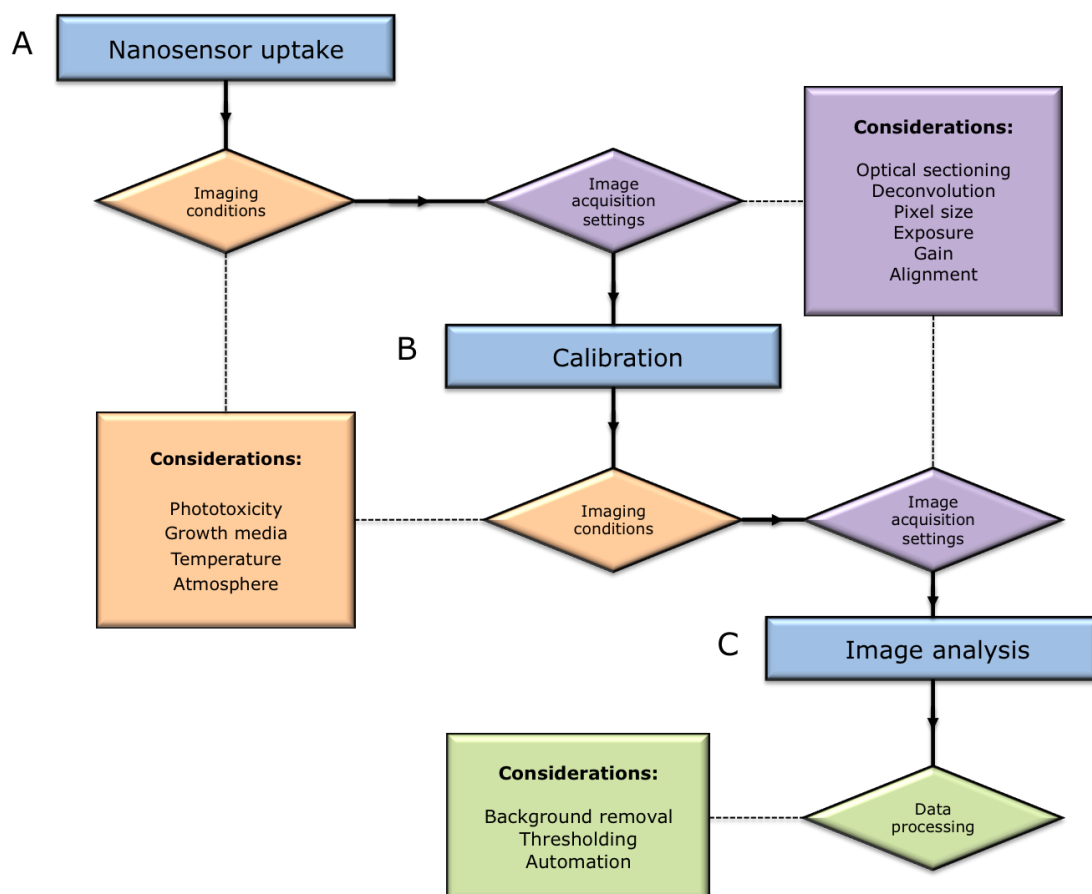 A
Nanosensor uptake
Imaging
conditions
Image
acquisition
settings
Considerations:
Optical sectioning
Deconvolution
Pixel size
Exposure
Gain
Alignment
B
Calibration
Considerations:
Phototoxicity
Growth media
Temperature
Atmosphere
Imaging
conditions
Image
acquisition
settings
C
Image analysis
Considerations:
Background removal
Thresholding
Automation
Data
processing